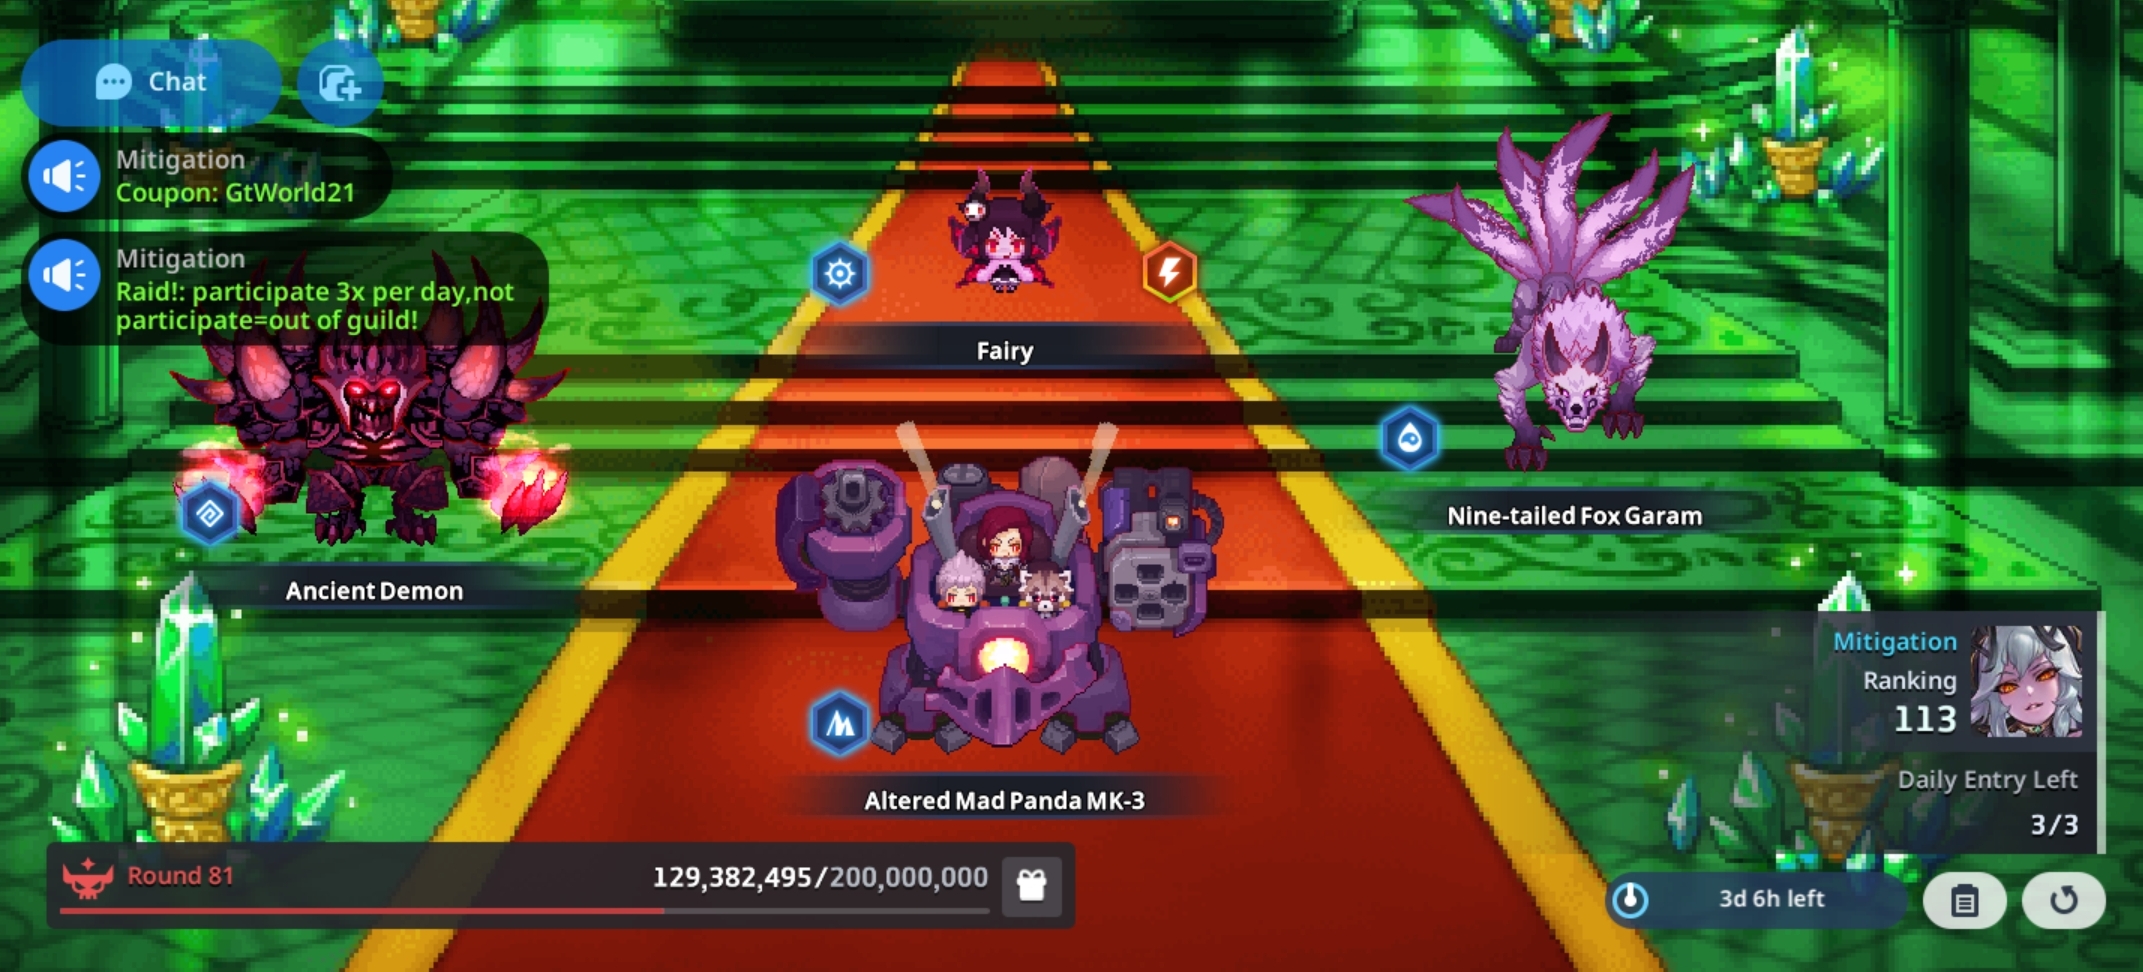 Chat
Mitigation
Coupon: GtWorld21
Mitigation
Raid!: participate 3x per day,not
participate=out of guild!
Fairy
Nine-tailed Fox Garam
Ancient Demon
Altered Mad Panda MK-3
Mitigation
Ranking
113
Daily Entry Left
3/3
Round 81
129,382,495/200,000,000
3d 6h left